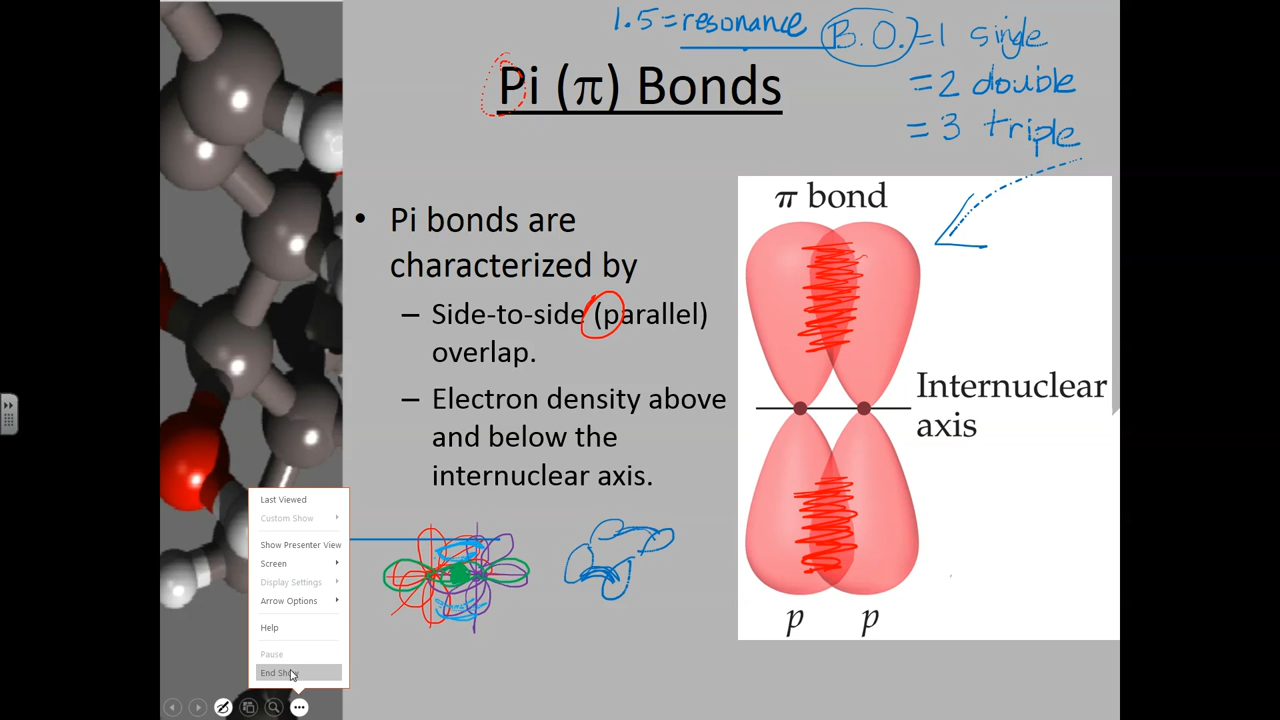 1.5=resonance
B.O.=1 single
=2 double
=3 triple
Pi (π) Bonds
• Pi bonds are
characterized by
– Side-to-side (parallel)
overlap.
– Electron density above
and below the
internuclear axis.
π bond
Internuclear
axis
p p
Last Viewed
Custom Show
Show Presenter View
Screen
Display Settings
Arrow Options
Help
Pause
End Show